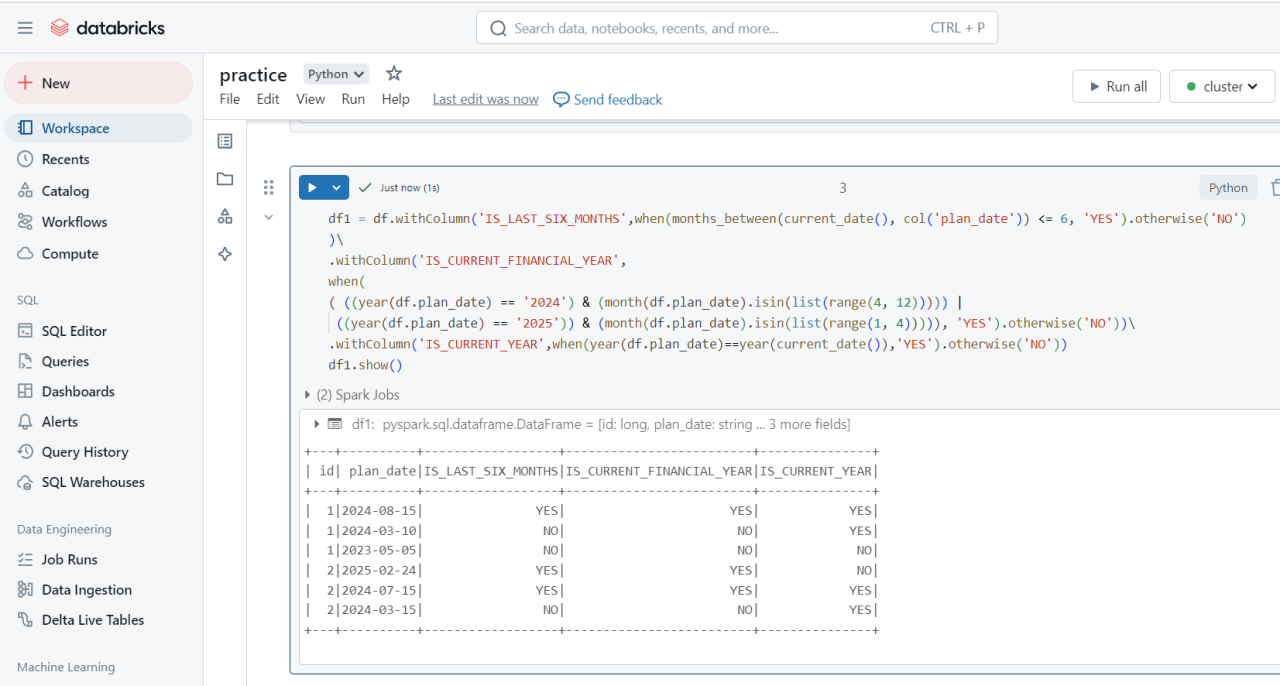 databricks
Search data, notebooks, recents, and more...
CTRL + P
New
Workspace
Recents
Catalog
Workflows
Compute
SQL
SQL Editor
Queries
Dashboards
Alerts
Query History
SQL Warehouses
Data Engineering
Job Runs
Data Ingestion
Delta Live Tables
Machine Learning
practice
Python
File Edit View Run Help Last edit was now Send feedback
Run all
cluster
Just now (1s)
3
Python
df1 = df.withColumn('IS_LAST_SIX_MONTHS',when(months_between(current_date(), col('plan_date')) <= 6, 'YES').otherwise('NO')
)\
.withColumn('IS_CURRENT_FINANCIAL_YEAR',
when(
( ((year(df.plan_date) == '2024') & (month(df.plan_date).isin(list(range(4, 12))))) |
((year(df.plan_date) == '2025')) & (month(df.plan_date).isin(list(range(1, 4))))), 'YES').otherwise('NO'))\
.withColumn('IS_CURRENT_YEAR',when(year(df.plan_date)==year(current_date()),'YES').otherwise('NO'))
df1.show()
(2) Spark Jobs
df1: pyspark.sql.dataframe.DataFrame = [id: long, plan_date: string ... 3 more fields]
+---+----------+------------------+-------------------------+---------------+
| id| plan_date|IS_LAST_SIX_MONTHS|IS_CURRENT_FINANCIAL_YEAR|IS_CURRENT_YEAR|
+---+----------+------------------+-------------------------+---------------+
|  1|2024-08-15|               YES|                      YES|            YES|
|  1|2024-03-10|                NO|                       NO|            YES|
|  1|2023-05-05|                NO|                       NO|             NO|
|  2|2025-02-24|               YES|                      YES|             NO|
|  2|2024-07-15|               YES|                      YES|            YES|
|  2|2024-03-15|                NO|                       NO|            YES|
+---+----------+------------------+-------------------------+---------------+